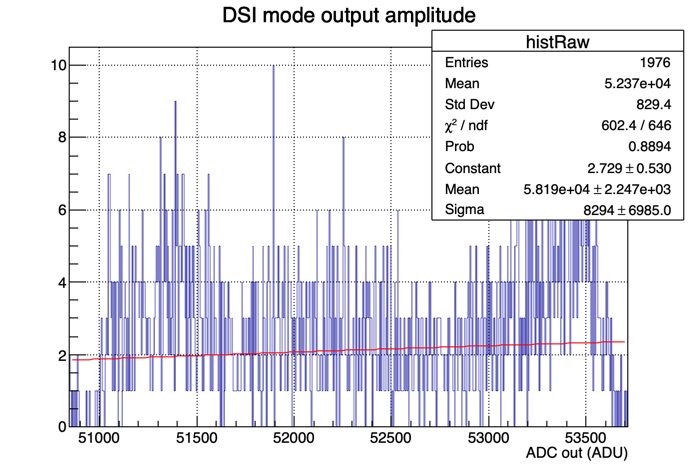 DSI mode output amplitude
histRaw
Entries 1976
Mean 5.237e+04
Std Dev 829.4
χ² / ndf 602.4 / 646
Prob 0.8894
Constant 2.729 ± 0.530
Mean 5.819e+04 ± 2.247e+03
Sigma 8294 ± 6985.0
10
8
6
4
2
0
51000 51500 52000 52500 53000 53500
ADC out (ADU)